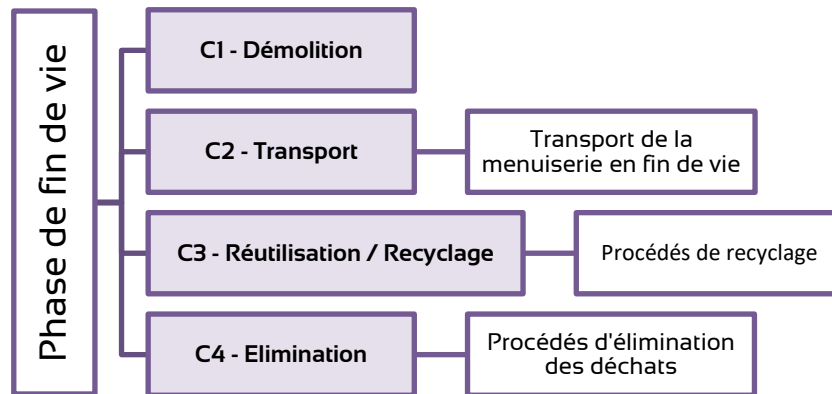 Phase de fin de vie
C1 - Démolition
C2 - Transport
Transport de la
menuiserie en fin de vie
C3 - Réutilisation / Recyclage
Procédés de recyclage
C4 - Elimination
Procédés d'élimination
des déchats